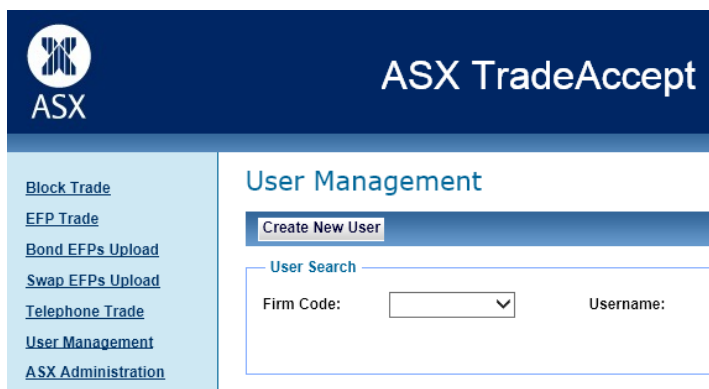 ASX
ASX TradeAccept
Block Trade
EFP Trade
Bond EFPs Upload
Swap EFPs Upload
Telephone Trade
User Management
ASX Administration
User Management
Create New User
User Search
Firm Code: Username: